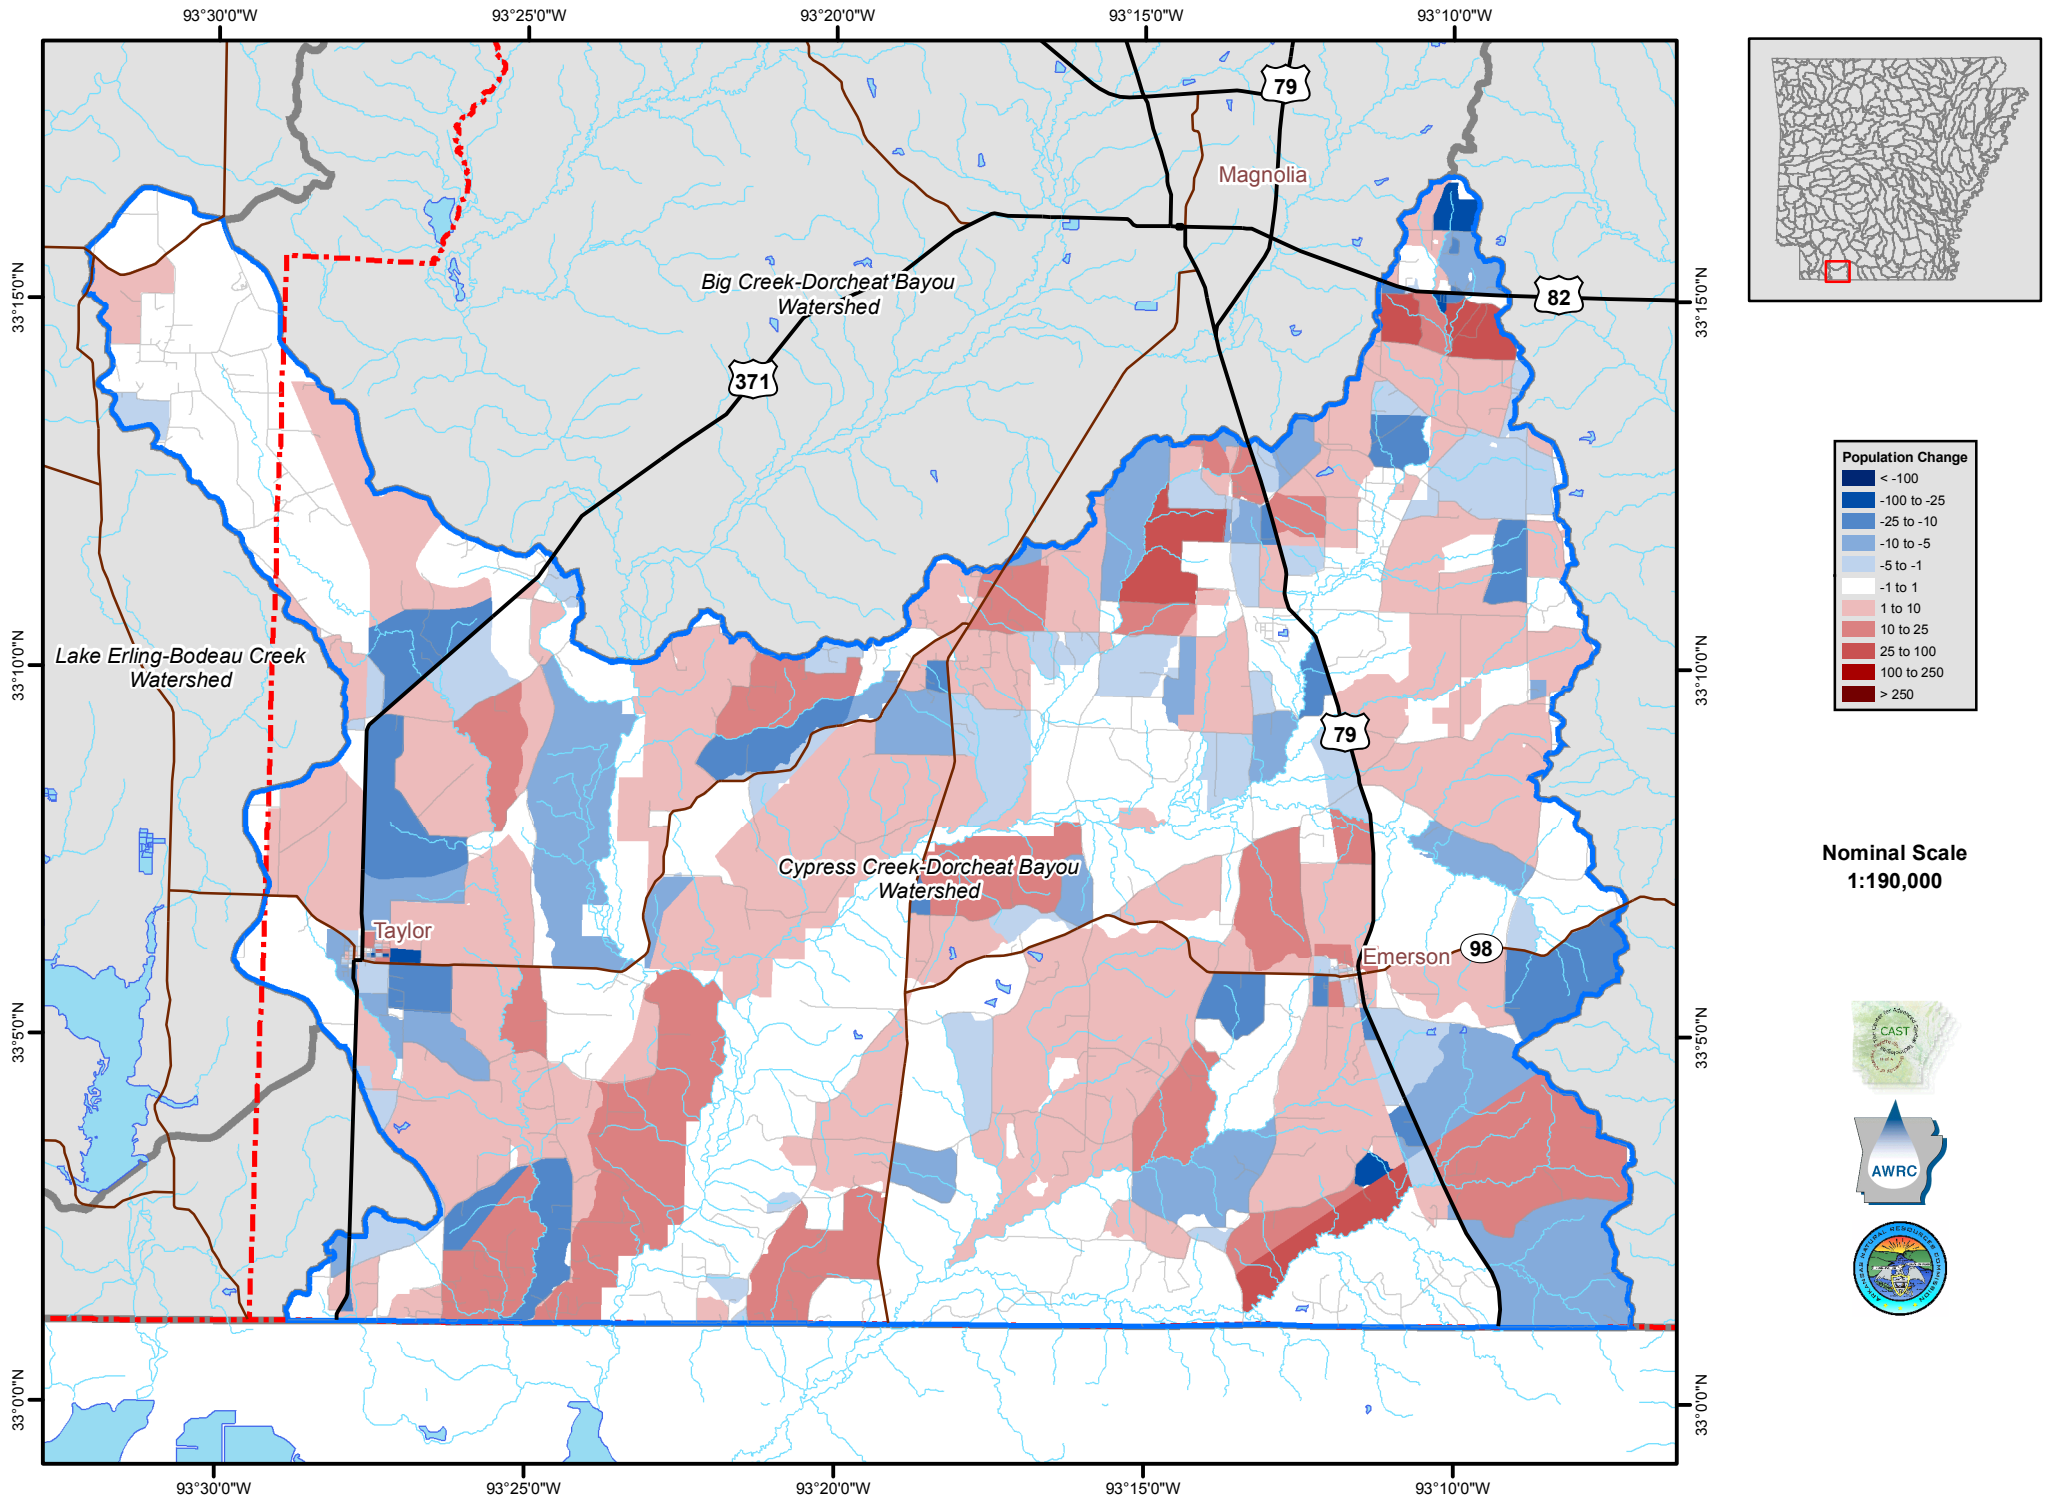 93°30'0"W
93°25'0"W
93°20'0"W
93°15'0"W
93°10'0"W
33°15'0"N
33°10'0"N
33°5'0"N
33°0'0"N
79
Magnolia
Big Creek-Dorcheat Bayou
Watershed
82
371
Lake Erling-Bodeau Creek
Watershed
79
Cypress Creek-Dorcheat Bayou
Watershed
Taylor
98
Emerson
33°15'0"N
33°10'0"N
33°5'0"N
33°0'0"N
93°30'0"W
93°25'0"W
93°20'0"W
93°15'0"W
93°10'0"W
Population Change
< -100
-100 to -25
-25 to -10
-10 to -5
-5 to -1
-1 to 1
1 to 10
10 to 25
25 to 100
100 to 250
> 250
Nominal Scale
1:190,000
CAST
AWRC
ARKANSAS NATURAL RESOURCES COMMISSION